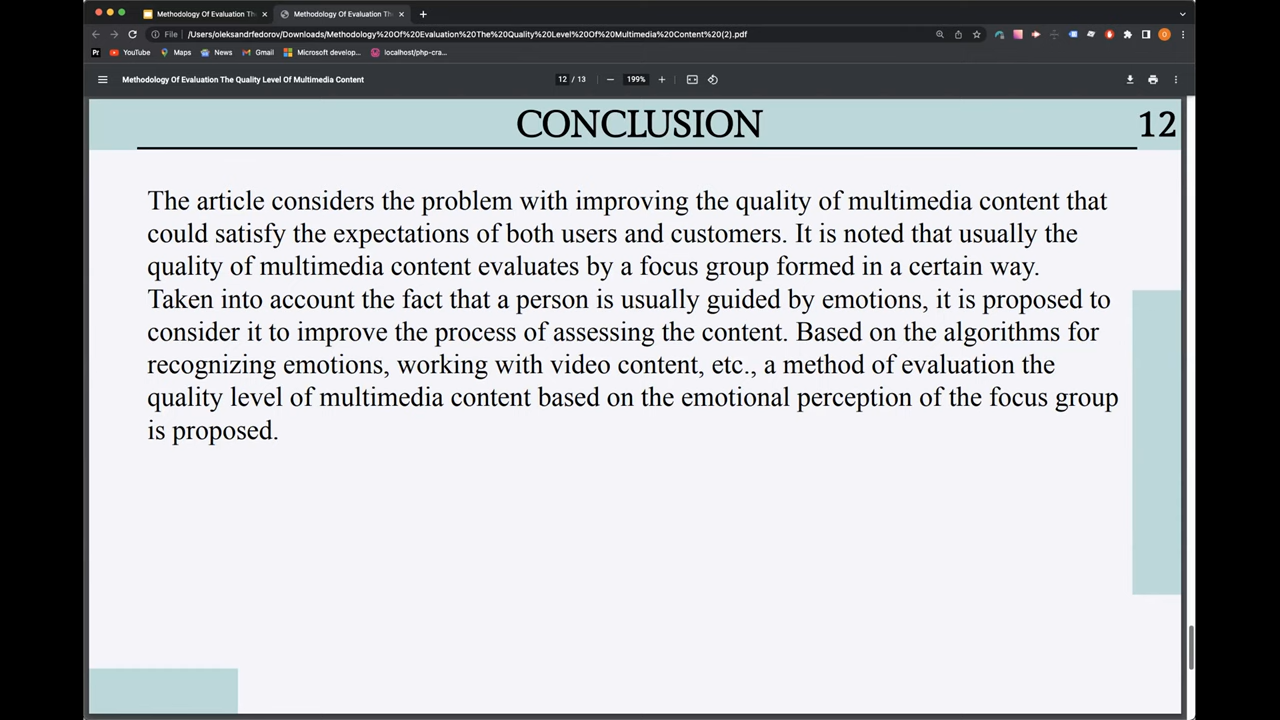 Methodology Of Evaluation Th
Methodology Of Evaluation Th
File
/Users/oleksandrfedorov/Downloads/Methodology%20Of%20Evaluation%20The%20Quality%20Level%20Of%20Multimedia%20Content%20(2).pdf
YouTube
Maps
News
Gmail
Microsoft develop...
localhost/php-cra...
Methodology Of Evaluation The Quality Level Of Multimedia Content
12 / 13
199%
CONCLUSION
12
The article considers the problem with improving the quality of multimedia content that
could satisfy the expectations of both users and customers. It is noted that usually the
quality of multimedia content evaluates by a focus group formed in a certain way.
Taken into account the fact that a person is usually guided by emotions, it is proposed to
consider it to improve the process of assessing the content. Based on the algorithms for
recognizing emotions, working with video content, etc., a method of evaluation the
quality level of multimedia content based on the emotional perception of the focus group
is proposed.